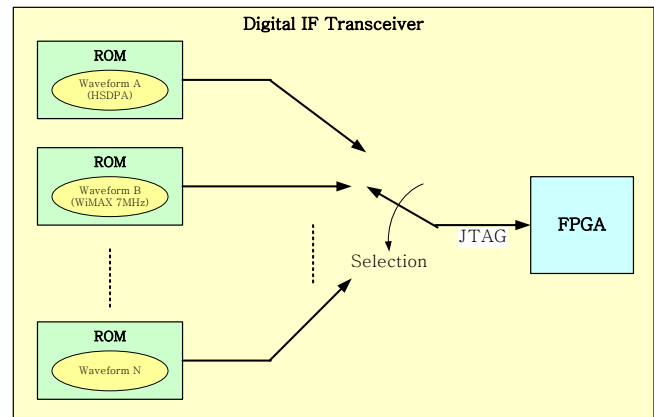 Digital IF Transceiver
ROM
Waveform A
(HSDPA)
ROM
Waveform B
(WiMAX 7MHz)
Selection
JTAG
FPGA
ROM
Waveform N